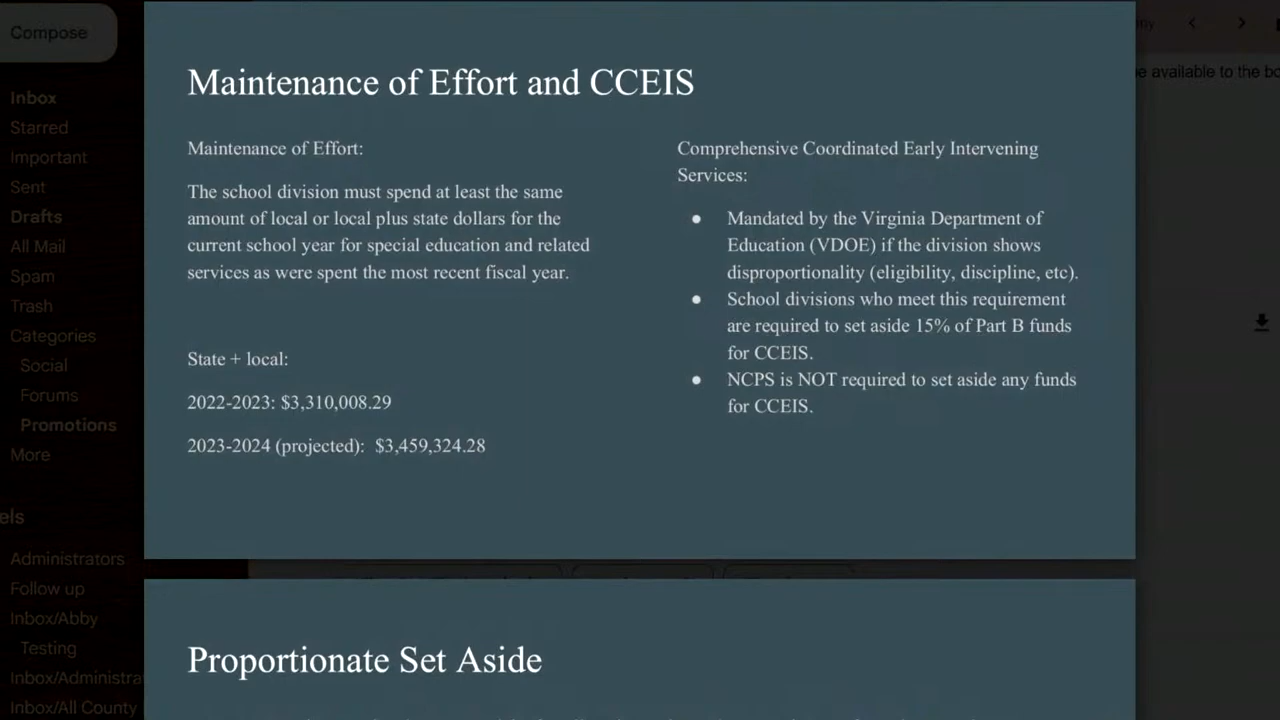 Compose
Inbox
Starred
Important
Sent
Drafts
All Mail
Spam
Trash
Categories
Social
Forums
Promotions
More
els
Administrators
Follow up
Inbox/Abby
Testing
Inbox/Administra
Inbox/All County
Maintenance of Effort and CCEIS
Maintenance of Effort:
The school division must spend at least the same
amount of local or local plus state dollars for the
current school year for special education and related
services as were spent the most recent fiscal year.
State + local:
2022-2023: $3,310,008.29
2023-2024 (projected): $3,459,324.28
Comprehensive Coordinated Early Intervening
Services:
● Mandated by the Virginia Department of
Education (VDOE) if the division shows
disproportionality (eligibility, discipline, etc).
● School divisions who meet this requirement
are required to set aside 15% of Part B funds
for CCEIS.
● NCPS is NOT required to set aside any funds
for CCEIS.
Proportionate Set Aside
e available to the bo